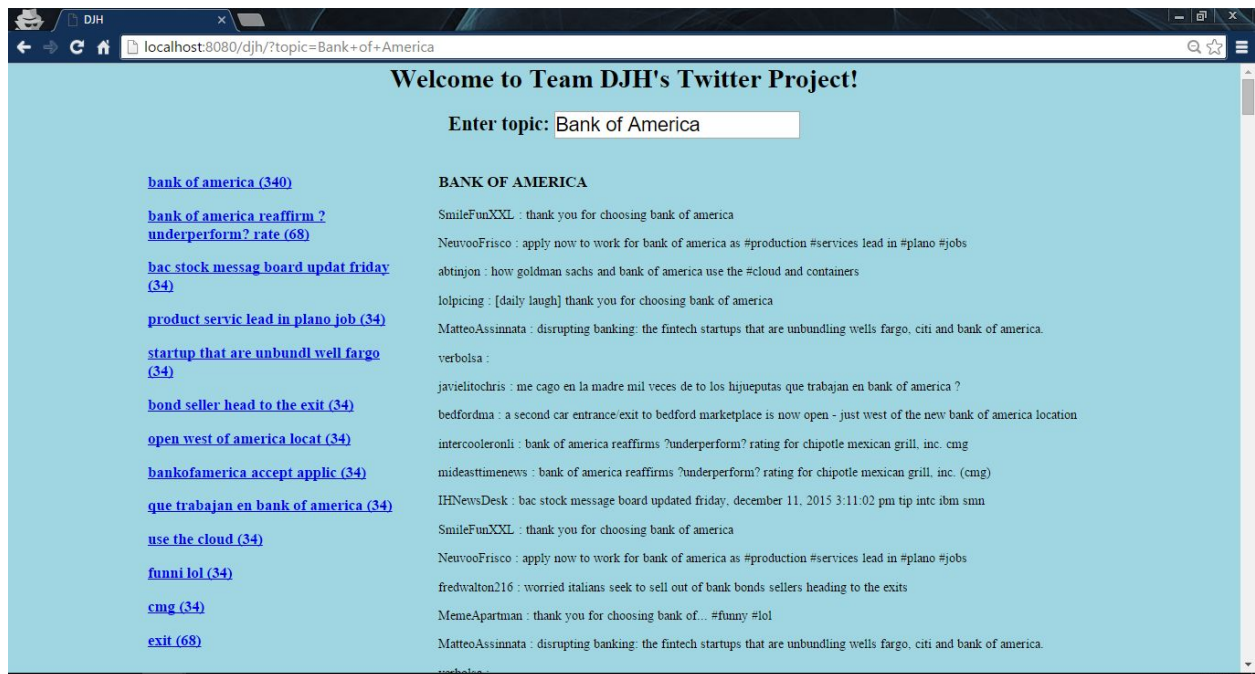 DJH
localhost:8080/djh/?topic=Bank+of+America
Welcome to Team DJH's Twitter Project!
Enter topic: Bank of America
bank of america (340)
bank of america reaffirm ?
underperform? rate (68)
bac stock messag board updat friday
(34)
product servic lead in plano job (34)
startup that are unbundl well fargo
(34)
bond seller head to the exit (34)
open west of america locat (34)
bankofamerica accept applic (34)
que trabajan en bank of america (34)
use the cloud (34)
funni lol (34)
cmg (34)
exit (68)
BANK OF AMERICA
SmileFunXXL : thank you for choosing bank of america
NeuvooFrisco : apply now to work for bank of america as #production #services lead in #plano #jobs
abtinjon : how goldman sachs and bank of america use the #cloud and containers
lolpicing : [daily laugh] thank you for choosing bank of america
MatteoAssinnata : disrupting banking: the fintech startups that are unbundling wells fargo, citi and bank of america.
verbolsa :
javielitochris : me cago en la madre mil veces de to los hijueputas que trabajan en bank of america ?
bedfordma : a second car entrance/exit to bedford marketplace is now open - just west of the new bank of america location
intercooleronli : bank of america reaffirms ?underperform? rating for chipotle mexican grill, inc. cmg
mideasttimenews : bank of america reaffirms ?underperform? rating for chipotle mexican grill, inc. (cmg)
IHNewsDesk : bac stock message board updated friday, december 11, 2015 3:11:02 pm tip intc ibm smn
SmileFunXXL : thank you for choosing bank of america
NeuvooFrisco : apply now to work for bank of america as #production #services lead in #plano #jobs
fredwalton216 : worried italians seek to sell out of bank bonds sellers heading to the exits
MemeApartman : thank you for choosing bank of... #funny #lol
MatteoAssinnata : disrupting banking: the fintech startups that are unbundling wells fargo, citi and bank of america.
verbolsa :